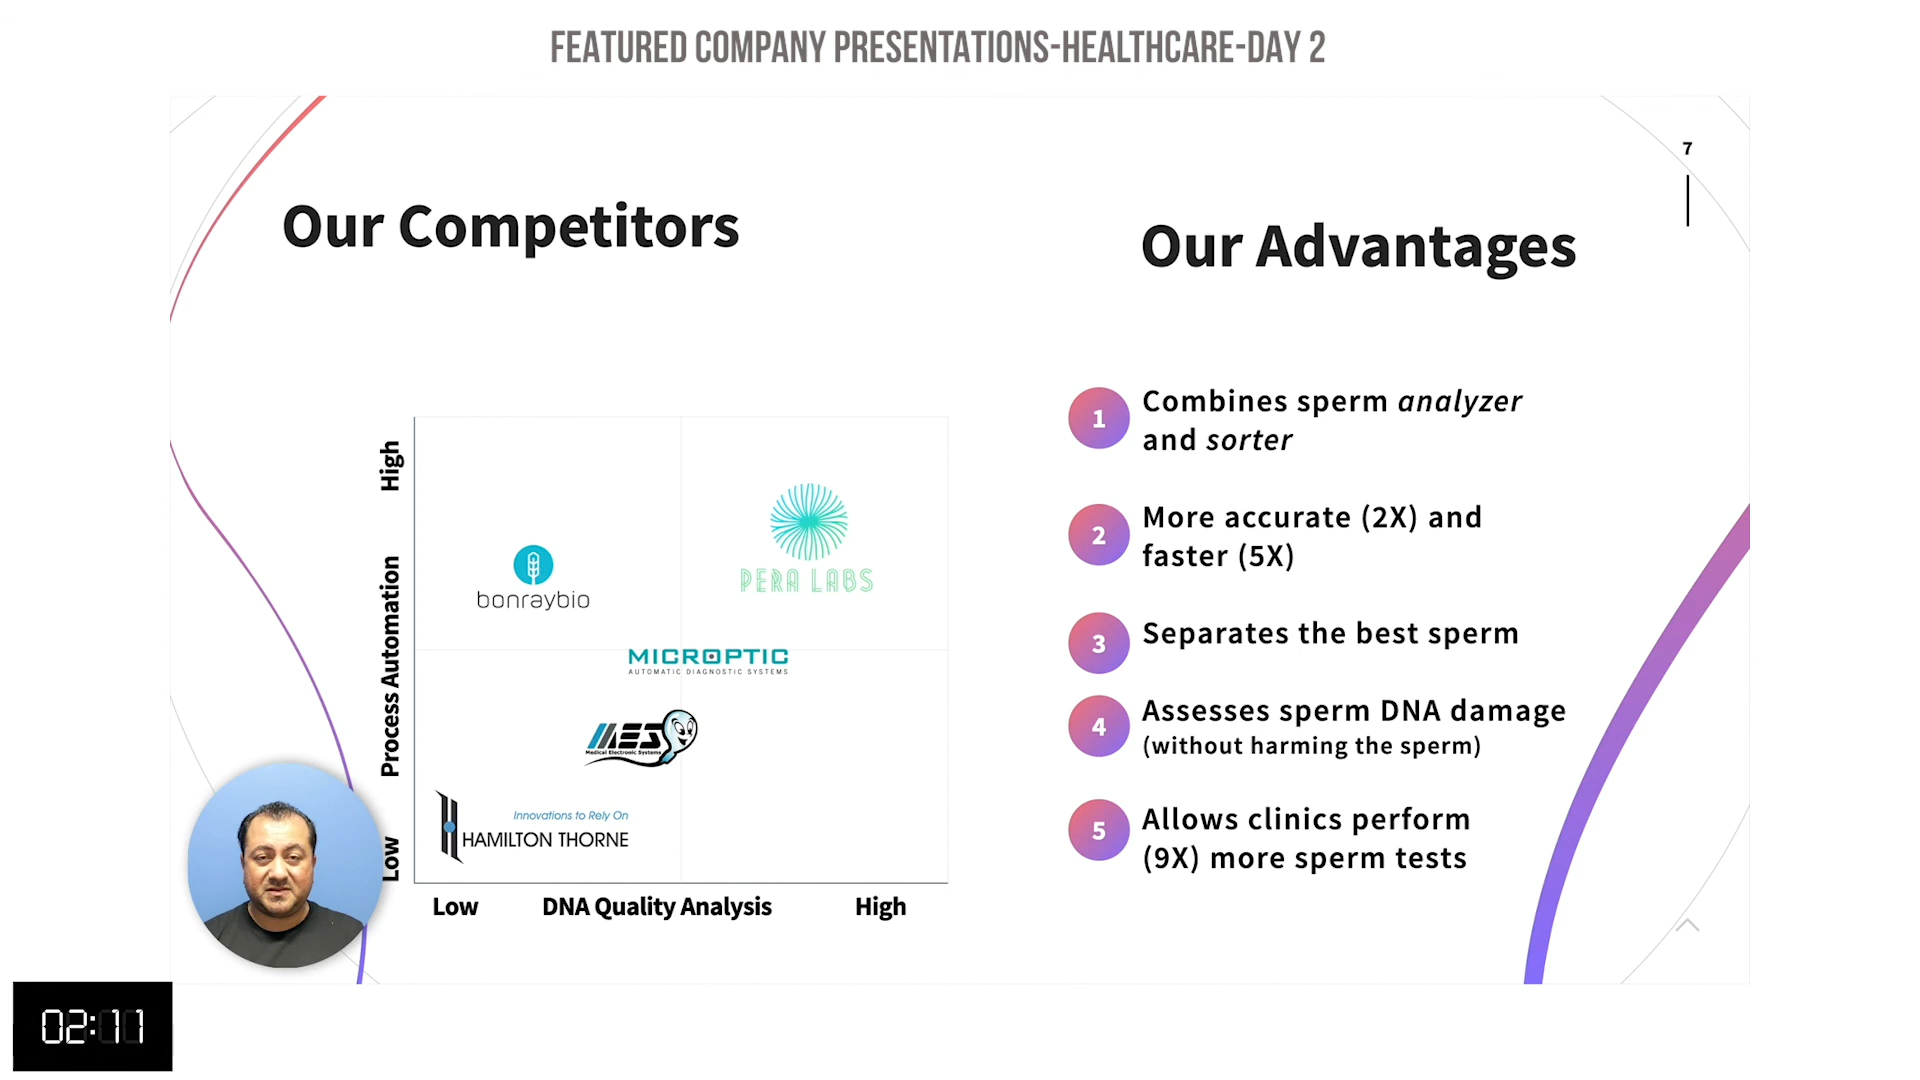 FEATURED COMPANY PRESENTATIONS-HEALTHCARE-DAY 2
7
Our Competitors
Our Advantages
High
Process Automation
Low
bonraybio
PERA LABS
MICROPTIC
AUTOMATIC DIAGNOSTIC SYSTEMS
MES
Medical Electronic Systems
Innovations to Rely On
HAMILTON THORNE
Low
DNA Quality Analysis
High
1
Combines sperm analyzer
and sorter
2
More accurate (2X) and
faster (5X)
3
Separates the best sperm
4
Assesses sperm DNA damage
(without harming the sperm)
5
Allows clinics perform
(9X) more sperm tests
02:11